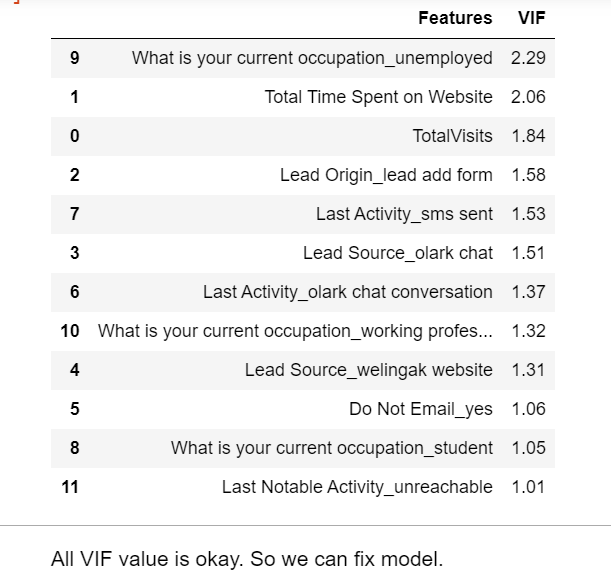 Features VIF
9 What is your current occupation_unemployed 2.29
1 Total Time Spent on Website 2.06
0 TotalVisits 1.84
2 Lead Origin_lead add form 1.58
7 Last Activity_sms sent 1.53
3 Lead Source_olark chat 1.51
6 Last Activity_olark chat conversation 1.37
10 What is your current occupation_working profes... 1.32
4 Lead Source_welingak website 1.31
5 Do Not Email_yes 1.06
8 What is your current occupation_student 1.05
11 Last Notable Activity_unreachable 1.01
All VIF value is okay. So we can fix model.